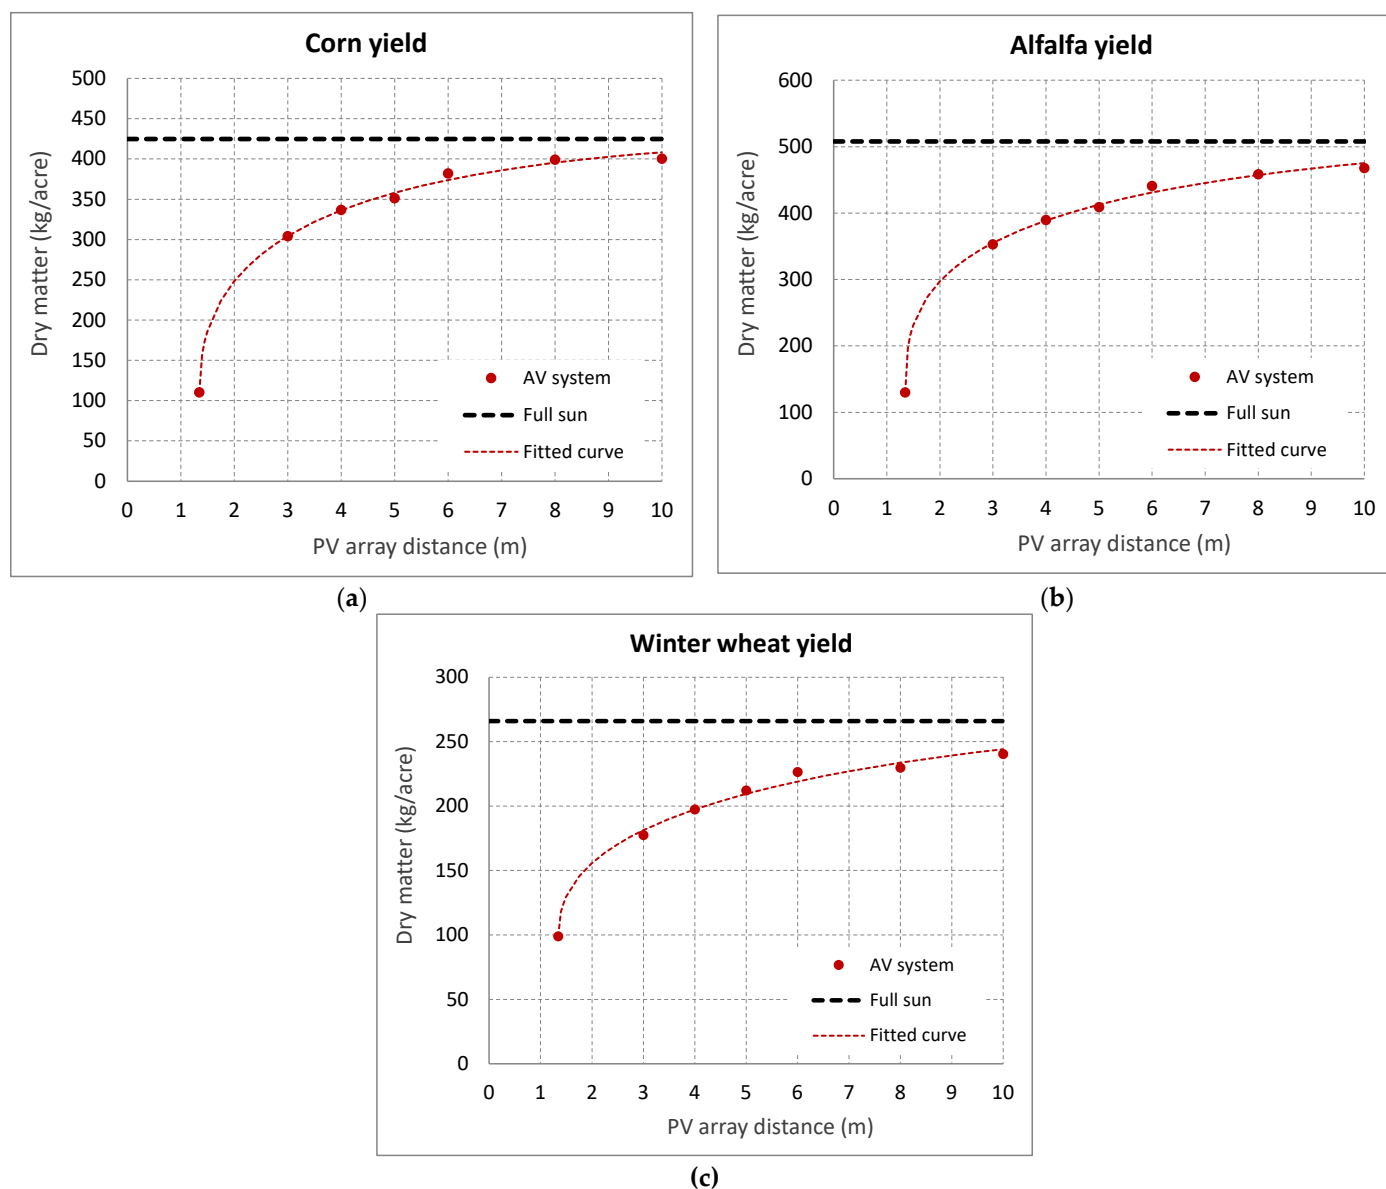 Corn yield
500
450
400
350
300
250
200
150
100
50
0
Dry matter (kg/acre)
AV system
Full sun
Fitted curve
0 1 2 3 4 5 6 7 8 9 10
PV array distance (m)
(a)
Alfalfa yield
600
500
400
300
200
100
0
Dry matter (kg/acre)
AV system
Full sun
Fitted curve
0 1 2 3 4 5 6 7 8 9 10
PV array distance (m)
(b)
Winter wheat yield
300
250
200
150
100
50
0
Dry matter (kg/acre)
AV system
Full sun
Fitted curve
0 1 2 3 4 5 6 7 8 9 10
PV array distance (m)
(c)